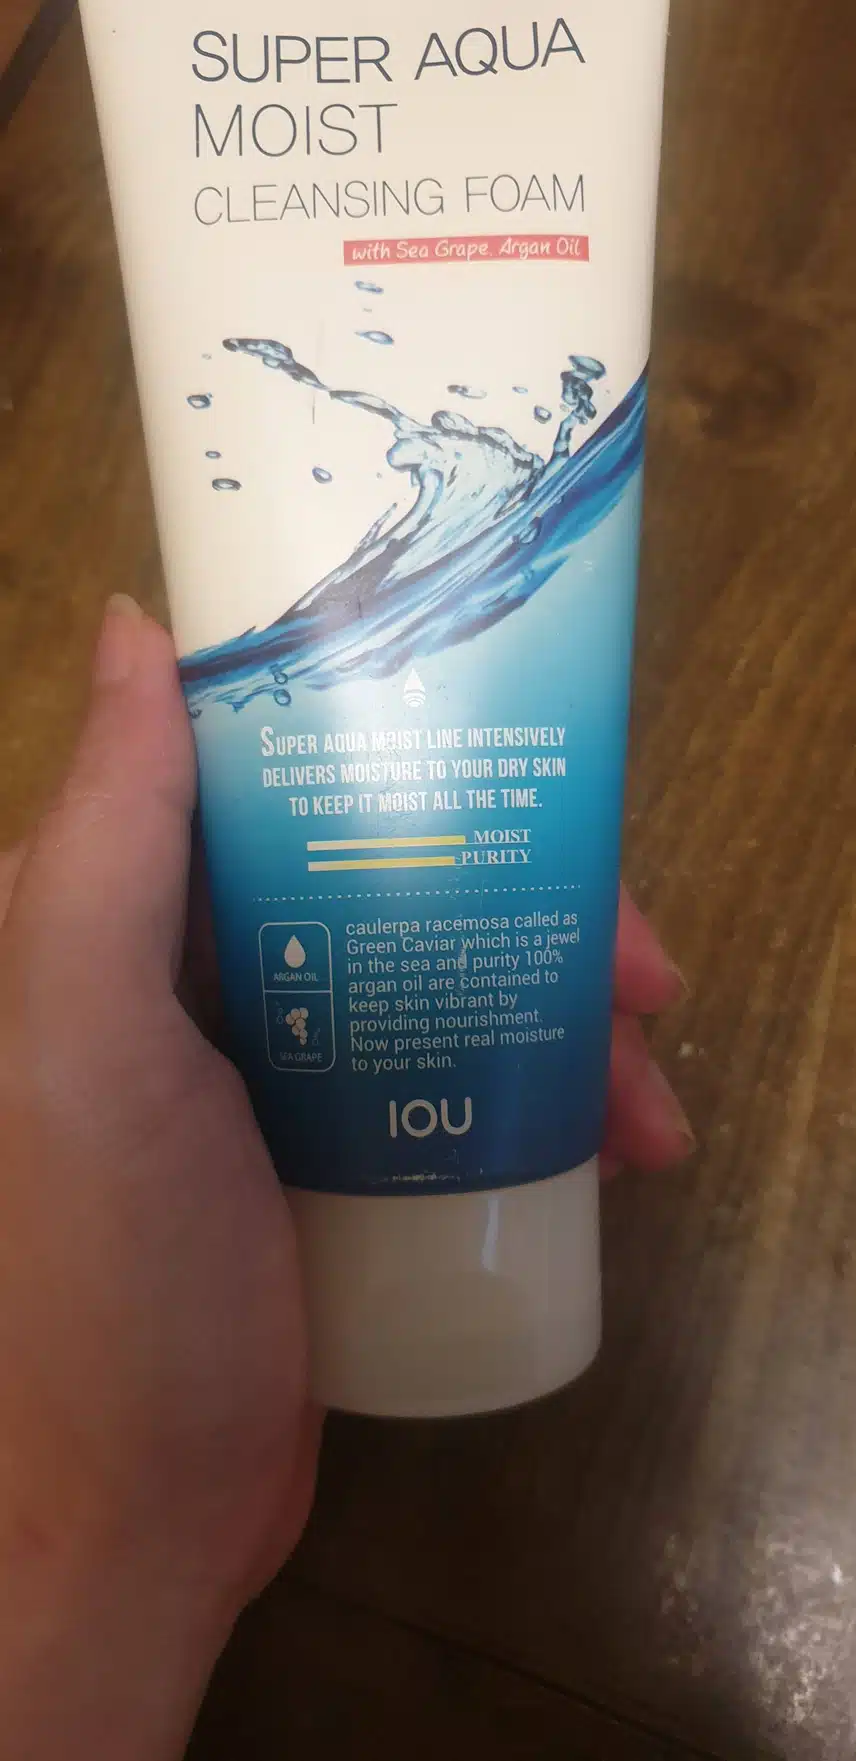 SUPER AQUA
MOIST
CLEANSING FOAM
with Sea Grape, Argan Oil
SUPER AQUA MOIST LINE INTENSIVELY
DELIVERS MOISTURE TO YOUR DRY SKIN
TO KEEP IT MOIST ALL THE TIME.
MOIST
PURITY
ARGAN OIL
SEA GRAPE
caulerpa racemosa called as
Green Caviar which is a jewel
in the sea and purity 100%
argan oil are contained to
keep skin vibrant by
providing nourishment.
Now present real moisture
to your skin.
IOU